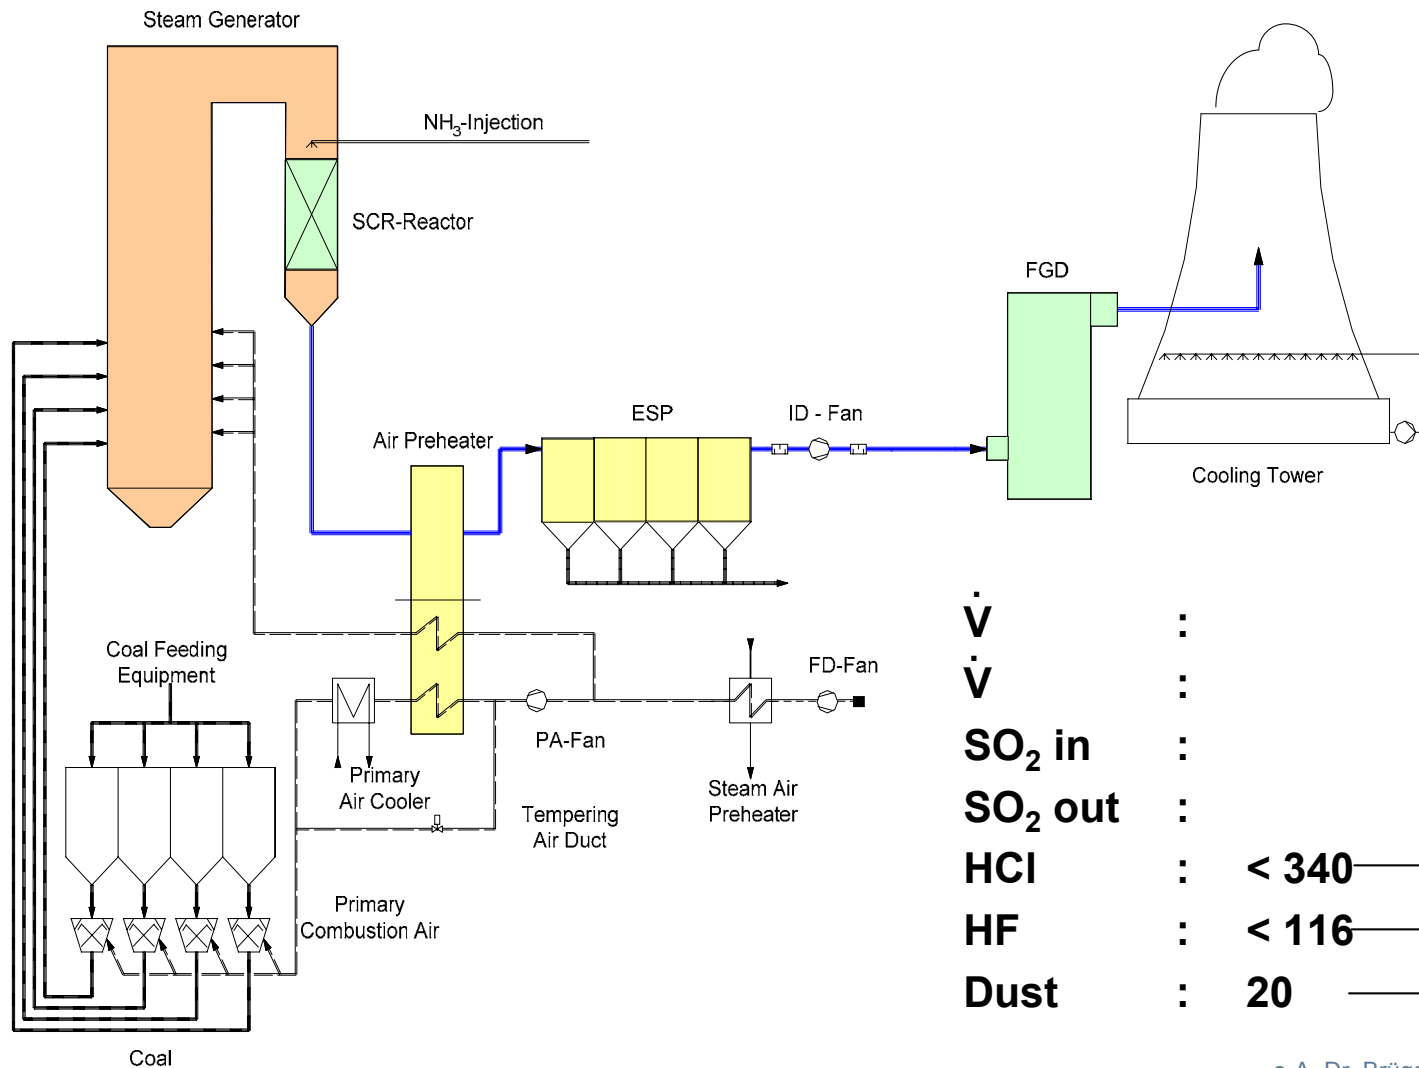 Steam Generator
NH₃-Injection
SCR-Reactor
FGD
ESP
ID - Fan
Air Preheater
Cooling Tower
Coal Feeding
Equipment
FD-Fan
PA-Fan
Primary
Air Cooler
Steam Air
Preheater
Tempering
Air Duct
Primary
Combustion Air
Coal
V̇ :
V̇ :
SO₂ in :
SO₂ out :
HCl : < 340
HF : < 116
Dust : 20